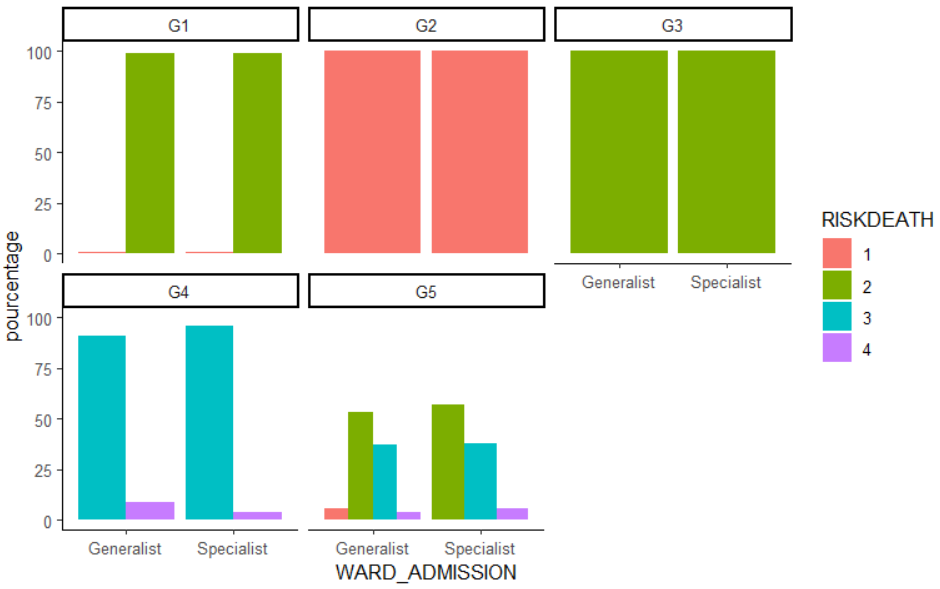 G1 G2 G3
100
75
50
25
0
Generalist Specialist
G4 G5
100
75
50
25
0
Generalist Specialist Generalist Specialist
WARD_ADMISSION
pourcentage
RISKDEATH
1
2
3
4